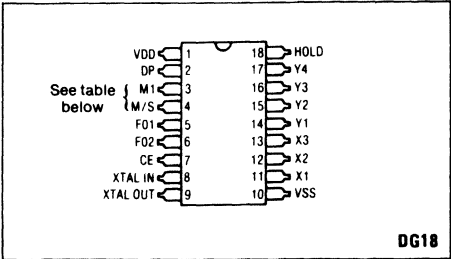 VDD 1 18 HOLD
DP 2 17 Y4
See table below { M1 3 16 Y3
M/S 4 15 Y2
FO1 5 14 Y1
FO2 6 13 X3
CE 7 12 X2
XTAL IN 8 11 X1
XTAL OUT 9 10 VSS
DG18